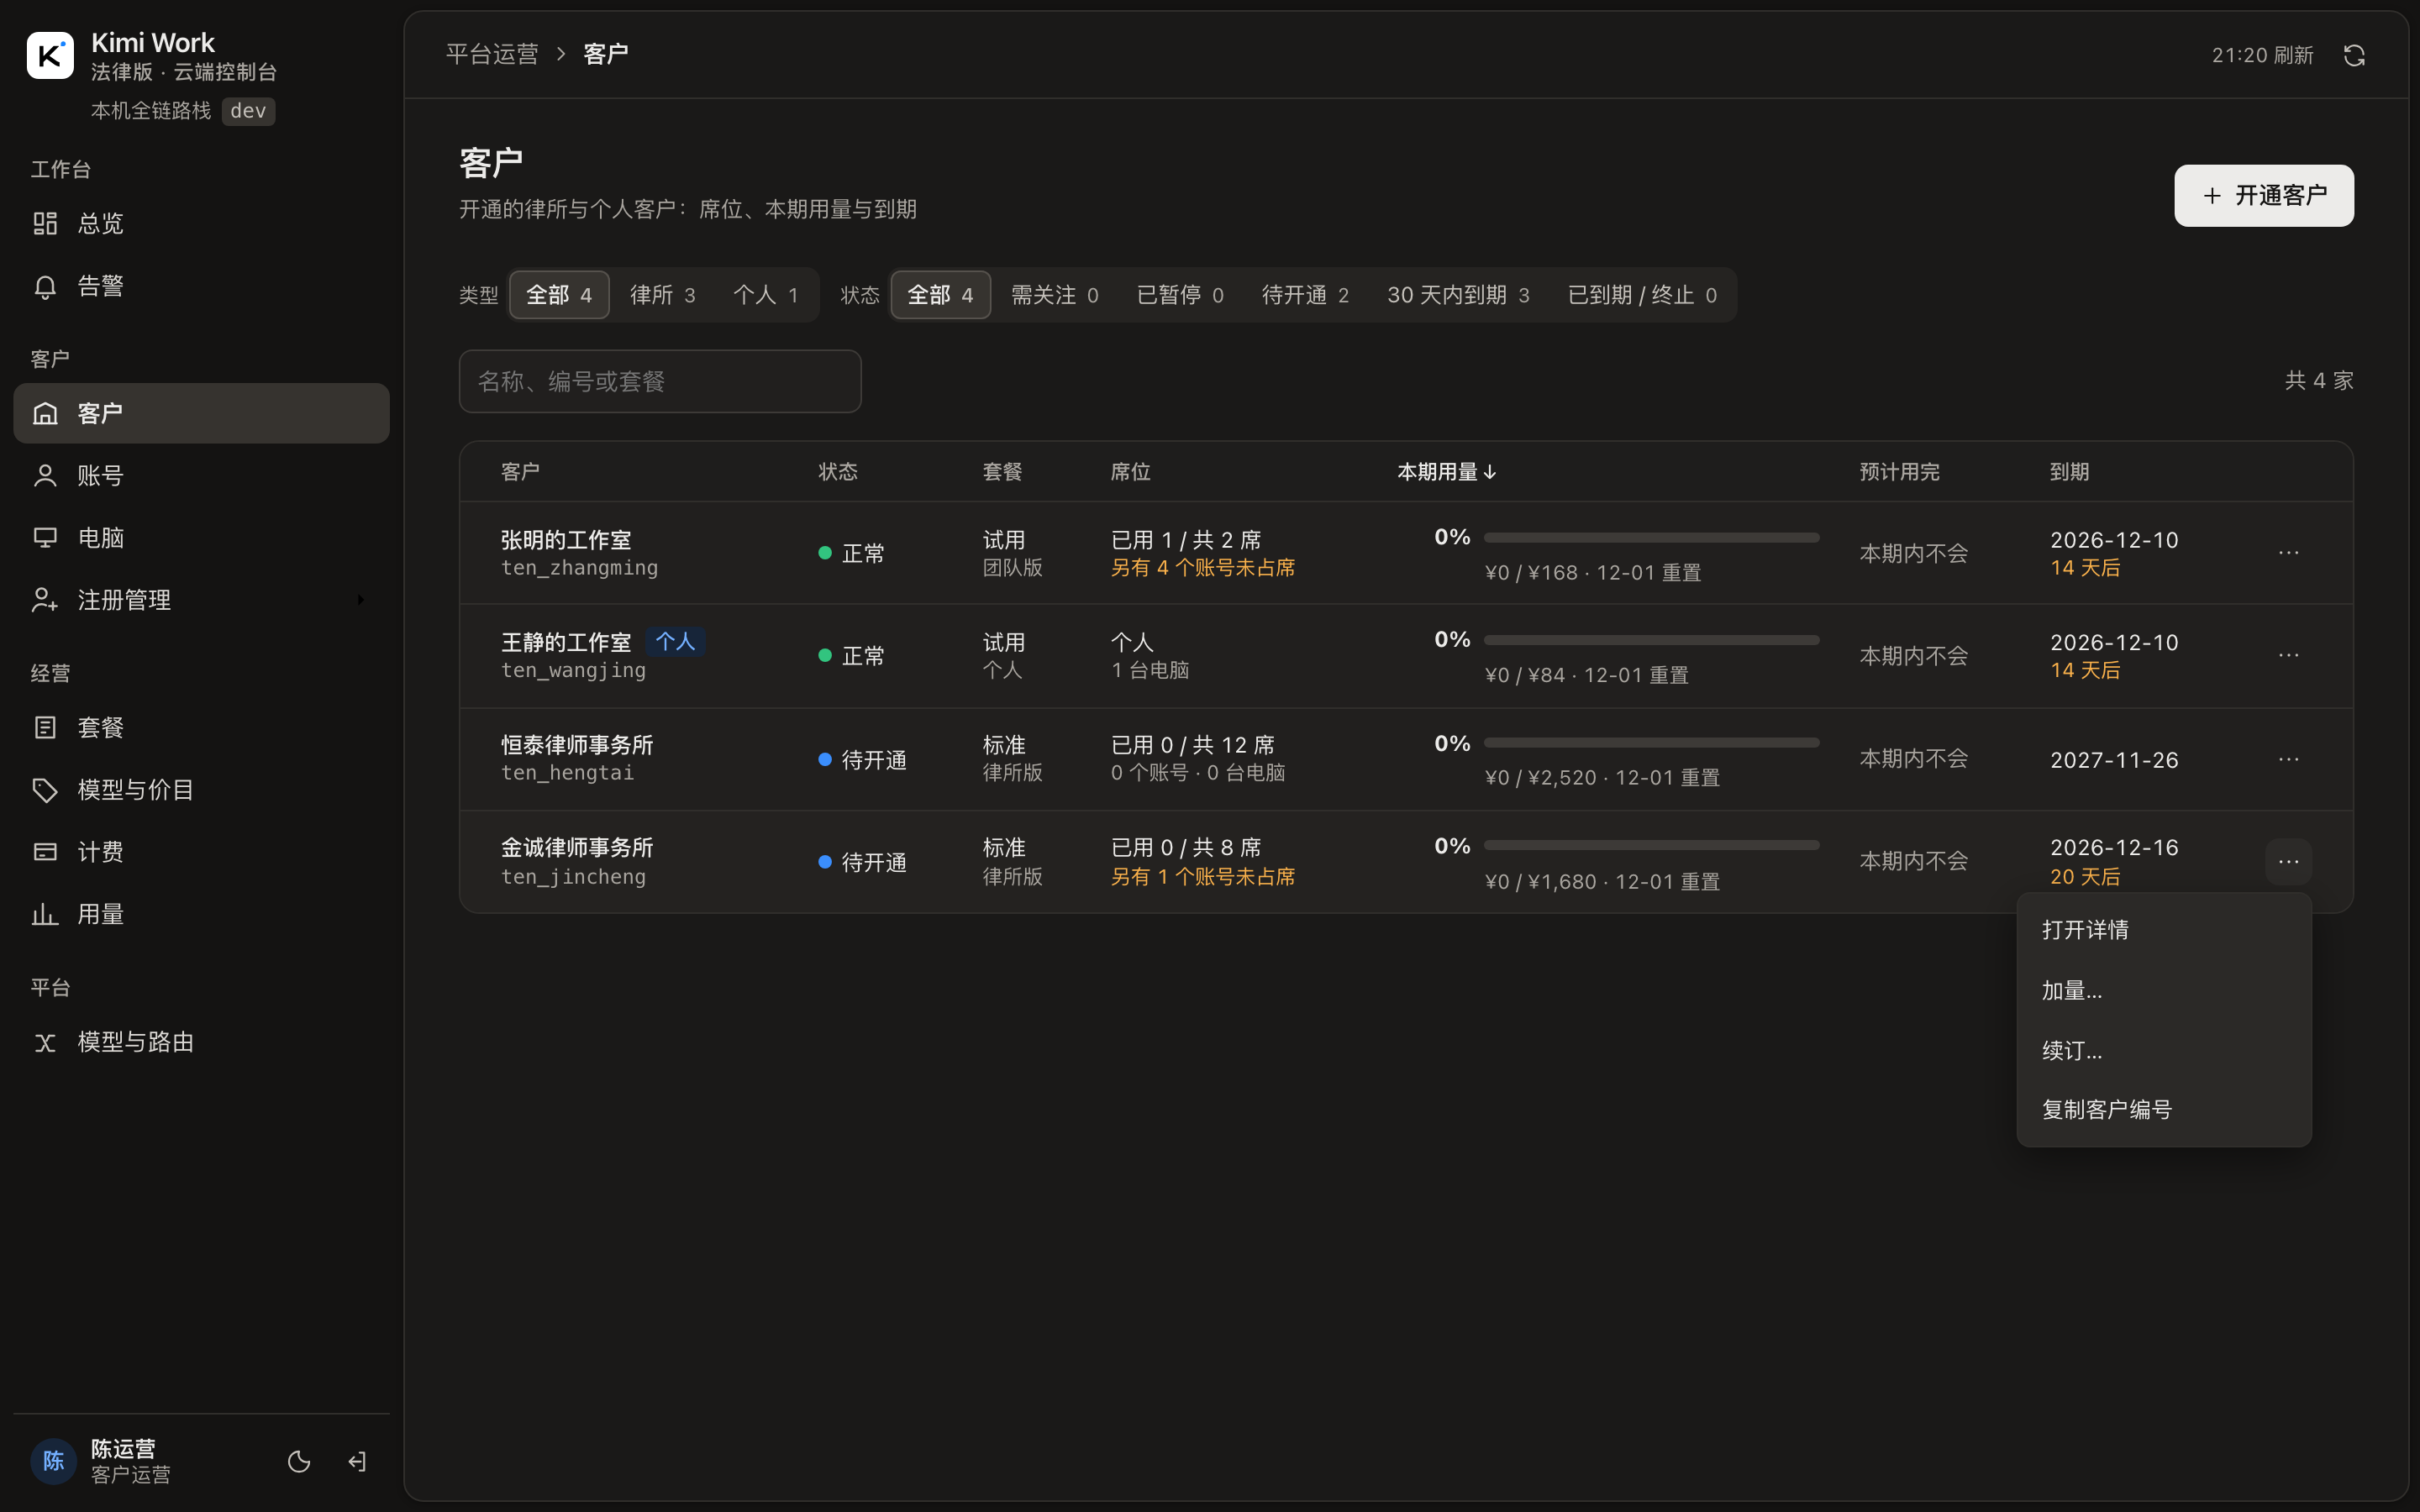 Kimi Work
法律版 · 云端控制台
本机全链路栈 dev
工作台
总览
告警
客户
客户
账号
电脑
注册管理
经营
套餐
模型与价目
计费
用量
平台
模型与路由
陈 陈运营
客户运营
平台运营 > 客户
21:20 刷新
客户
开通的律所与个人客户：席位、本期用量与到期
+ 开通客户
类型 全部 4 律所 3 个人 1 状态 全部 4 需关注 0 已暂停 0 待开通 2 30 天内到期 3 已到期 / 终止 0
名称、编号或套餐
共 4 家
客户 状态 套餐 席位 本期用量↓ 预计用完 到期
张明的工作室 正常 试用 已用 1 / 共 2 席 0% 本期内不会 2026-12-10 ···
ten_zhangming 团队版 另有 4 个账号未占席 ¥0 / ¥168 · 12-01 重置 14 天后
王静的工作室 个人 正常 试用 个人 0% 本期内不会 2026-12-10 ···
ten_wangjing 个人 1 台电脑 ¥0 / ¥84 · 12-01 重置 14 天后
恒泰律师事务所 待开通 标准 已用 0 / 共 12 席 0% 本期内不会 2027-11-26 ···
ten_hengtai 律所版 0 个账号 · 0 台电脑 ¥0 / ¥2,520 · 12-01 重置
金诚律师事务所 待开通 标准 已用 0 / 共 8 席 0% 本期内不会 2026-12-16 ···
ten_jincheng 律所版 另有 1 个账号未占席 ¥0 / ¥1,680 · 12-01 重置 20 天后
打开详情
加量...
续订...
复制客户编号